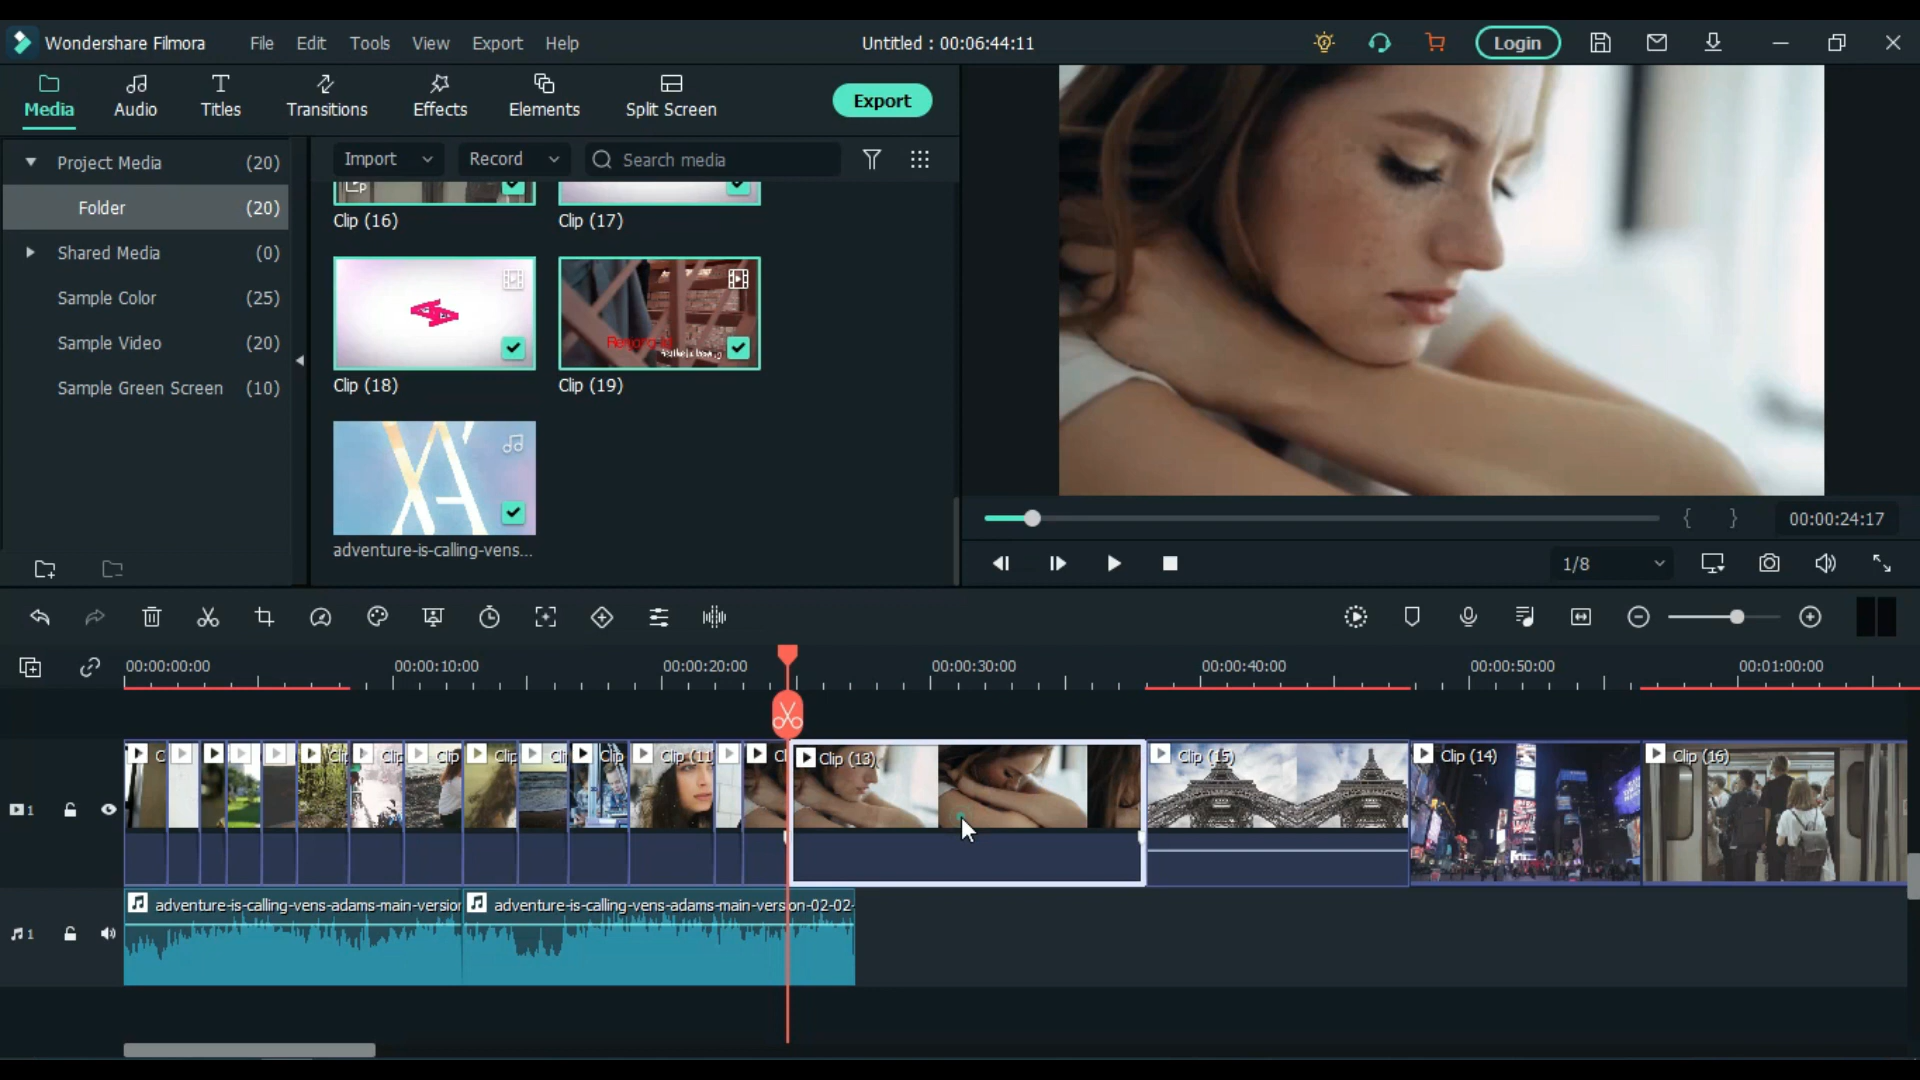 Wondershare Filmora
File Edit Tools View Export Help
Untitled : 00:06:44:11
Login
Media Audio Titles Transitions Effects Elements Split Screen
Export
Project Media (20)
Folder (20)
Shared Media (0)
Sample Color (25)
Sample Video (20)
Sample Green Screen (10)
Import Record Search media
Clip (16) Clip (17)
Clip (18) Clip (19)
adventure-is-calling-vens...
00:00:24:17
1/8
00:00:00:00 00:00:10:00 00:00:20:00 00:00:30:00 00:00:40:00 00:00:50:00 00:01:00:00
Clip (11 Clip (13) Clip (15) Clip (14) Clip (16)
1
adventure-is-calling-vens-adams-main-version adventure-is-calling-vens-adams-main-version-02-02-
1